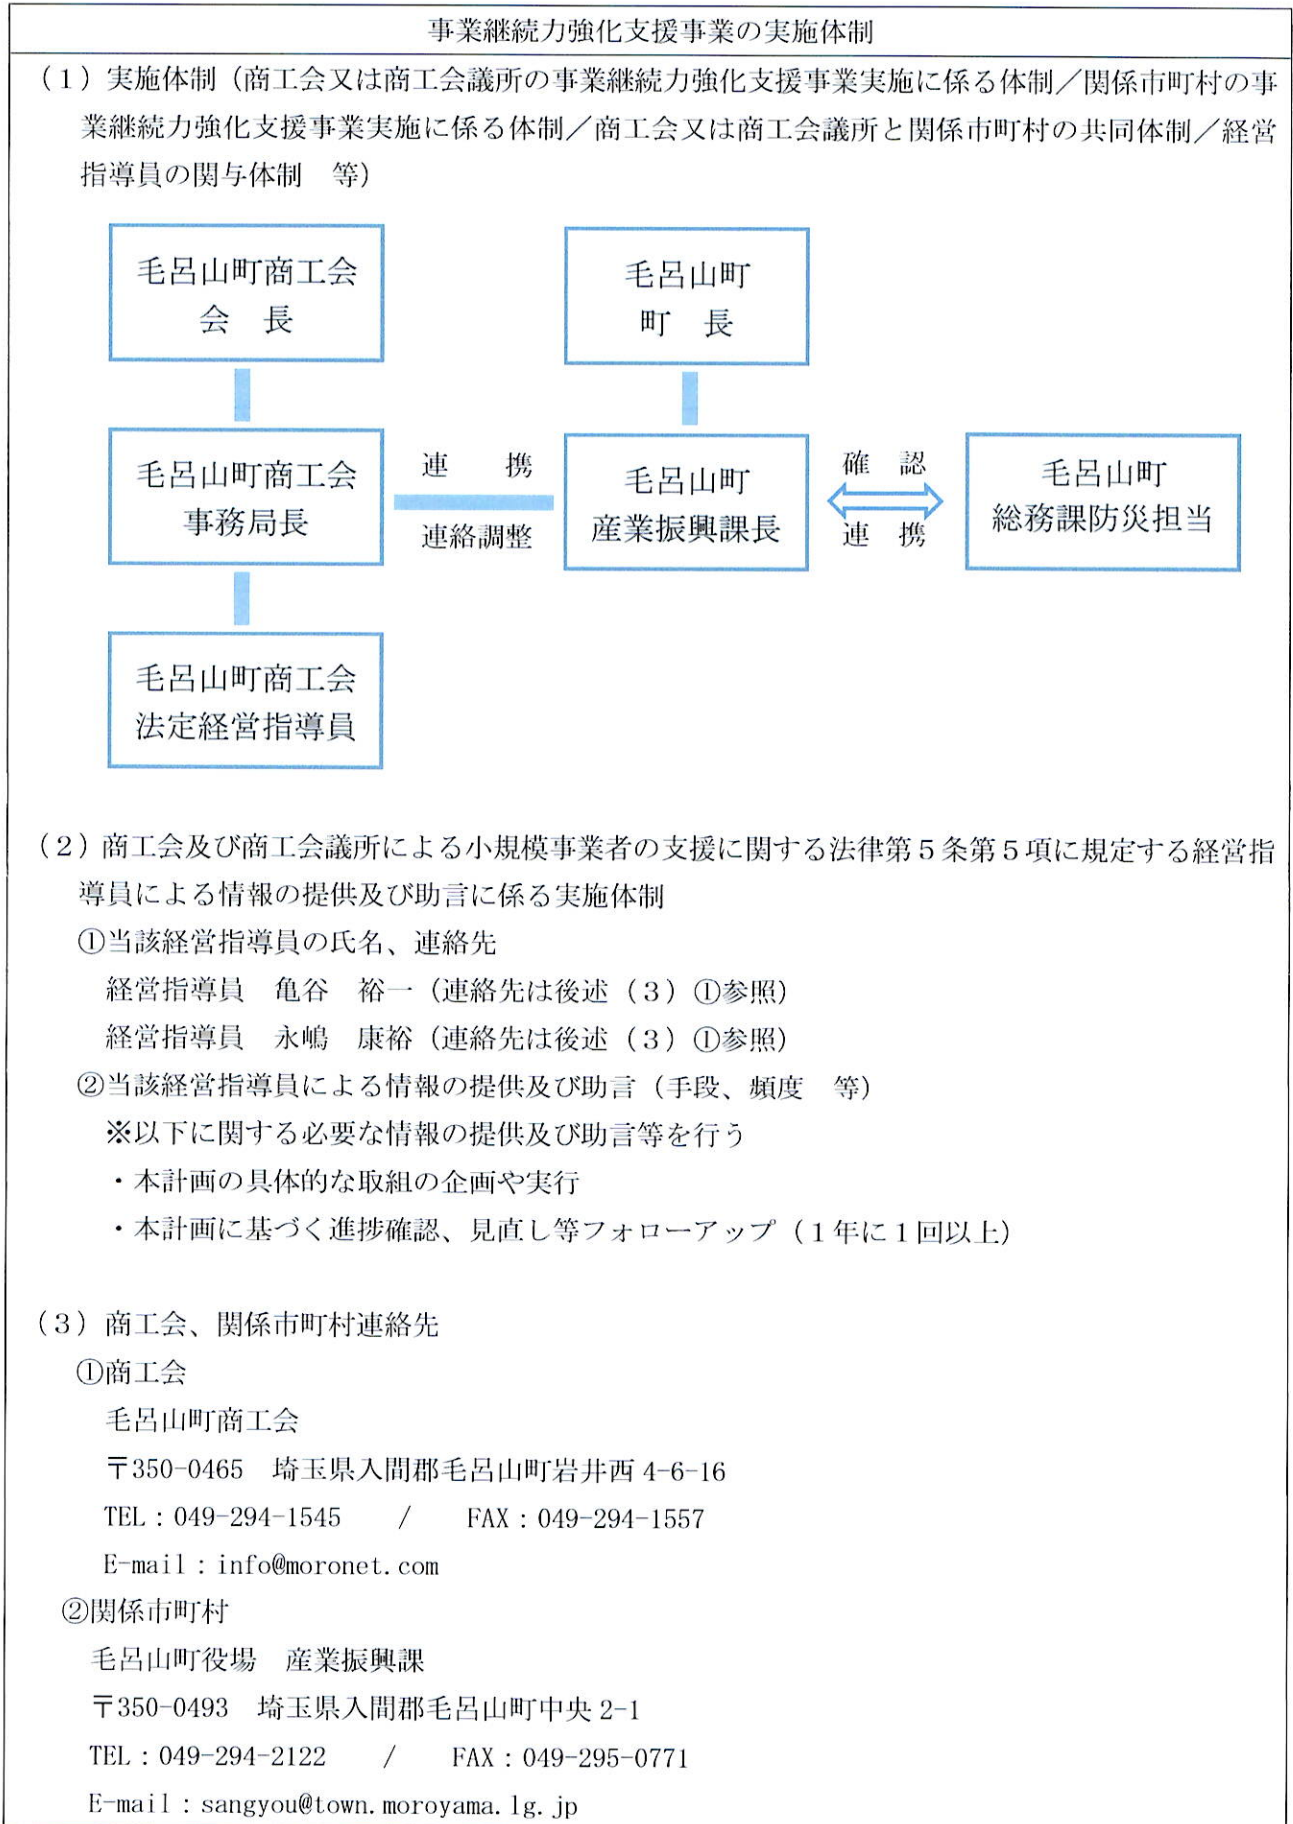 事業継続力強化支援事業の実施体制
（１）実施体制（商工会又は商工会議所の事業継続力強化支援事業実施に係る体制／関係市町村の事
業継続力強化支援事業実施に係る体制／商工会又は商工会議所と関係市町村の共同体制／経営
指導員の関与体制　等）
毛呂山町商工会
会　長
毛呂山町
町　長
毛呂山町商工会
事務局長
連　携
連絡調整
毛呂山町
産業振興課長
確　認
連　携
毛呂山町
総務課防災担当
毛呂山町商工会
法定経営指導員
（２）商工会及び商工会議所による小規模事業者の支援に関する法律第５条第５項に規定する経営指
導員による情報の提供及び助言に係る実施体制
①当該経営指導員の氏名、連絡先
経営指導員　亀谷　裕一（連絡先は後述（３）①参照）
経営指導員　永嶋　康裕（連絡先は後述（３）①参照）
②当該経営指導員による情報の提供及び助言（手段、頻度　等）
※以下に関する必要な情報の提供及び助言等を行う
・本計画の具体的な取組の企画や実行
・本計画に基づく進捗確認、見直し等フォローアップ（１年に１回以上）
（３）商工会、関係市町村連絡先
①商工会
毛呂山町商工会
〒350-0465　埼玉県入間郡毛呂山町岩井西 4-6-16
TEL：049-294-1545　　/　　FAX：049-294-1557
E-mail：info@moronet.com
②関係市町村
毛呂山町役場　産業振興課
〒350-0493　埼玉県入間郡毛呂山町中央 2-1
TEL：049-294-2122　　/　　FAX：049-295-0771
E-mail：sangyou@town.moroyama.lg.jp